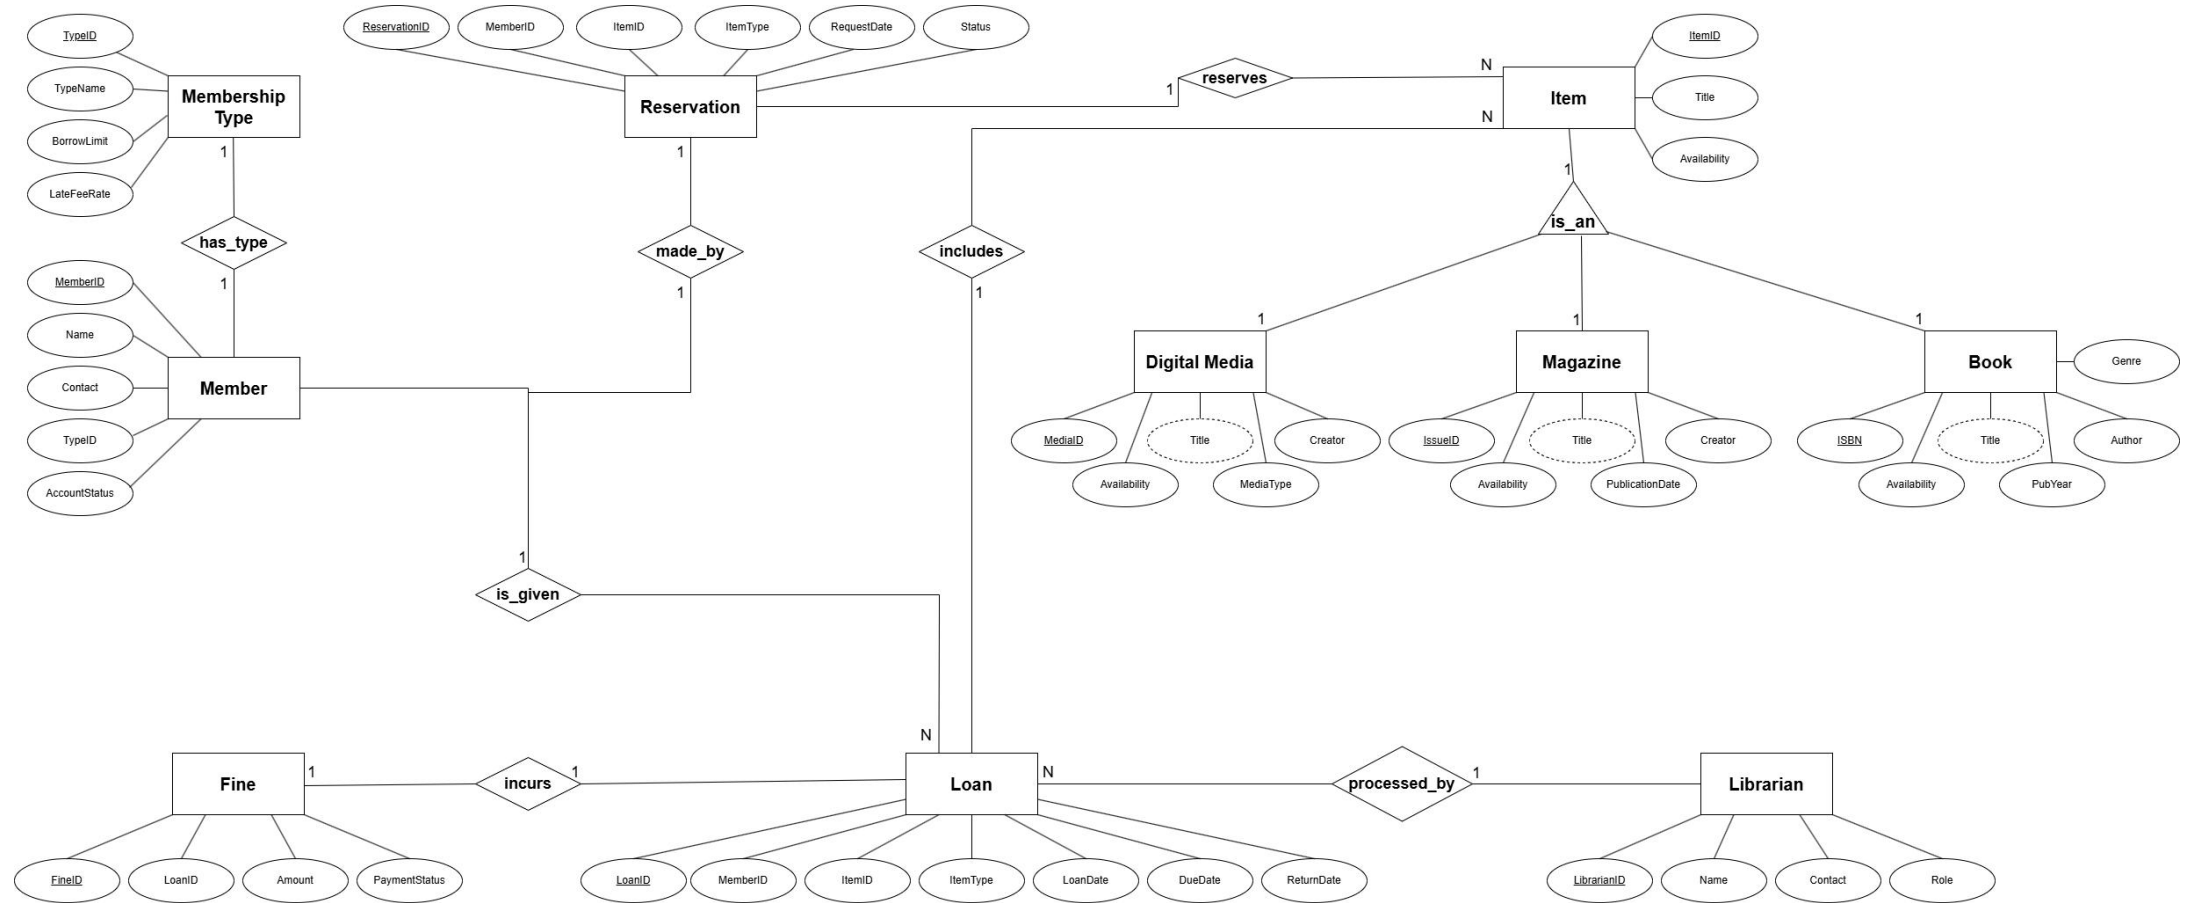 TypeID
TypeName
BorrowLimit
LateFeeRate
Membership
Type
1
has_type
1
ReservationID
MemberID
ItemID
ItemType
RequestDate
Status
Reservation
1
made_by
1
1
reserves
N
N
Item
ItemID
Title
Availability
includes
1
1
is_an
1
1
1
MemberID
Name
Contact
TypeID
AccountStatus
Member
Digital Media
MediaID
Availability
Title
MediaType
Creator
Magazine
IssueID
Availability
Title
PublicationDate
Creator
Book
Genre
ISBN
Availability
Title
PubYear
Author
1
is_given
N
Fine
1
incurs
1
Loan
N
processed_by
1
Librarian
FineID
LoanID
Amount
PaymentStatus
LoanID
MemberID
ItemID
ItemType
LoanDate
DueDate
ReturnDate
LibrarianID
Name
Contact
Role